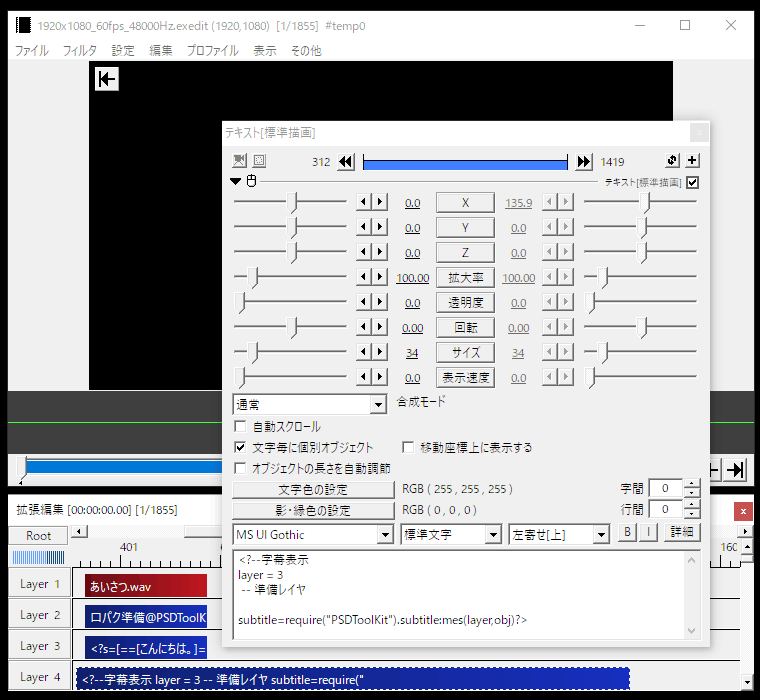 1920x1080_60fps_48000Hz.exedit (1920,1080) [1/1855] #temp0
ファイル フィルタ 設定 編集 プロファイル 表示 その他
テキスト[標準描画]
312 1419
テキスト[標準描画]
0.0 X 135.9
0.0 Y 0.0
0.0 Z 0.0
100.00 拡大率 100.00
0.0 透明度 0.0
0.00 回転 0.00
34 サイズ 34
0.0 表示速度 0.0
通常 合成モード
自動スクロール
文字毎に個別オブジェクト 移動座標上に表示する
オブジェクトの長さを自動調節
文字色の設定 RGB ( 255 , 255 , 255 ) 字間 0
影・縁色の設定 RGB ( 0 , 0 , 0 ) 行間 0
MS UI Gothic 標準文字 左寄せ[上] B I 詳細
<?--字幕表示
layer = 3
-- 準備レイヤ
subtitle=require("PSDToolKit").subtitle:mes(layer,obj)?>
拡張編集 [00:00:00.00] [1/1855]
Root
401
160
Layer 1 あいさつ.wav
Layer 2 口パク準備@PSDToolK
Layer 3 <?s=[==[こんにちは。]=
Layer 4 <?--字幕表示 layer = 3 -- 準備レイヤ subtitle=require("